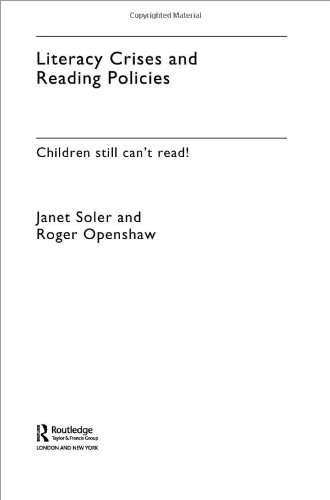 Copyrighted Material
Literacy Crises and
Reading Policies
Children still can't read!
Janet Soler and
Roger Openshaw
R Routledge
Taylor & Francis Group
LONDON AND NEW YORK